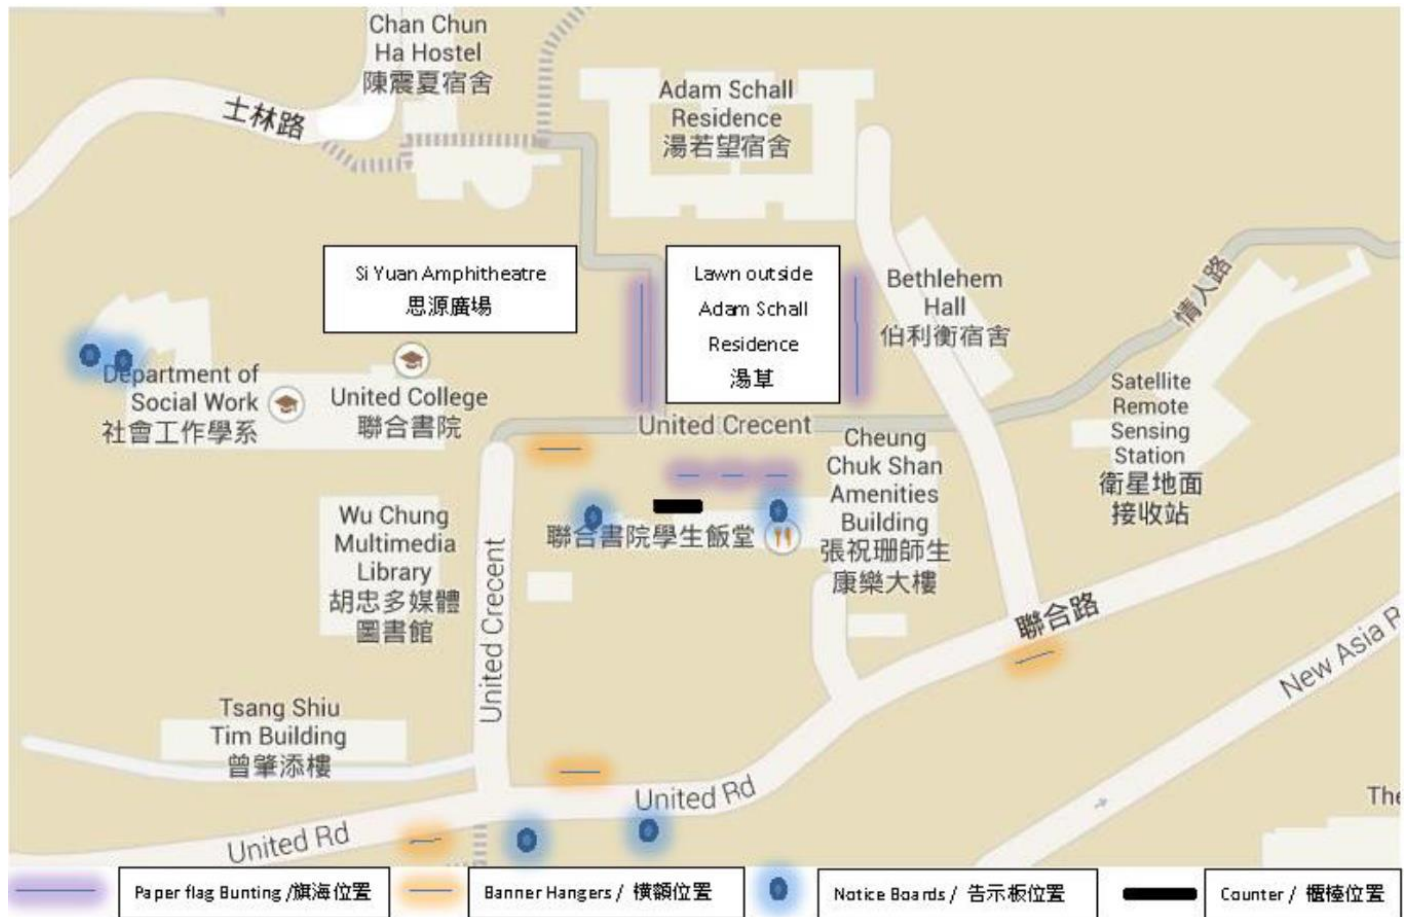 Chan Chun
Ha Hostel
陳震夏宿舍
士林路
Adam Schall
Residence
湯若望宿舍
Si Yuan Amphitheatre
思源廣場
Lawn outside
Adam Schall
Residence
湯草
Bethlehem
Hall
伯利衡宿舍
情人路
Department of
Social Work
社會工作學系
United College
聯合書院
United Crecent
Satellite
Remote
Sensing
Station
衛星地面
接收站
Cheung
Chuk Shan
Amenities
Building
張祝珊師生
康樂大樓
Wu Chung
Multimedia
Library
胡忠多媒體
圖書館
聯合書院學生飯堂
United Crecent
聯合路
New Asia R
Tsang Shiu
Tim Building
曾肇添樓
United Rd
United Rd
The
Paper flag Bunting /旗海位置
Banner Hangers / 橫額位置
Notice Boards / 告示板位置
Counter / 櫃檯位置